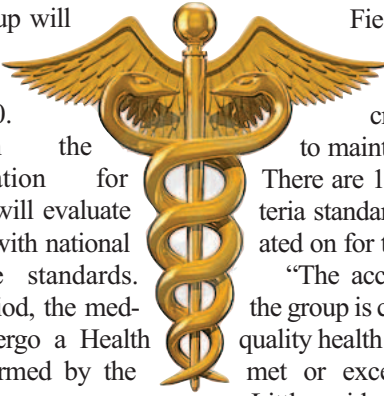 up will
0.
the
ation for
will evaluate
with national
e standards.
iod, the med-
ergo a Health
rmed by the
Fie
cr
to maint
There are 1
teria standar
ated on for t
“The acc
the group is c
quality health
met or exce